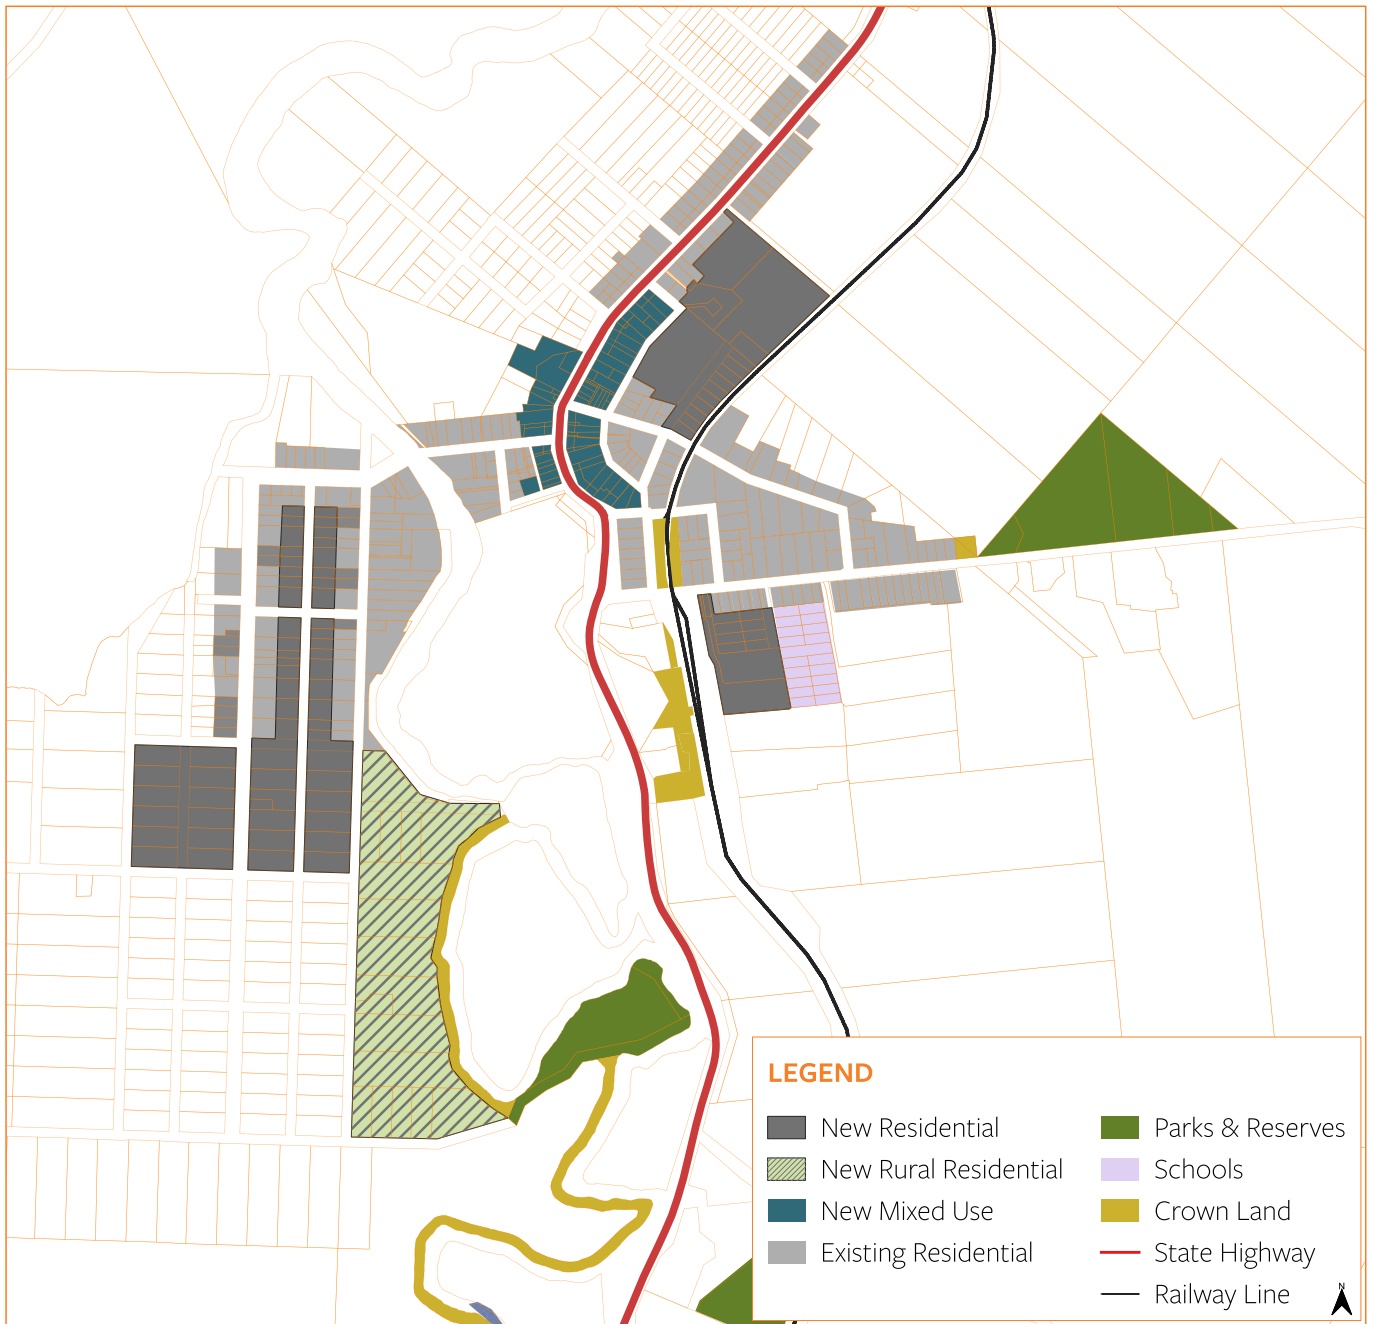 LEGEND
New Residential
New Rural Residential
New Mixed Use
Existing Residential
Parks & Reserves
Schools
Crown Land
State Highway
Railway Line
N